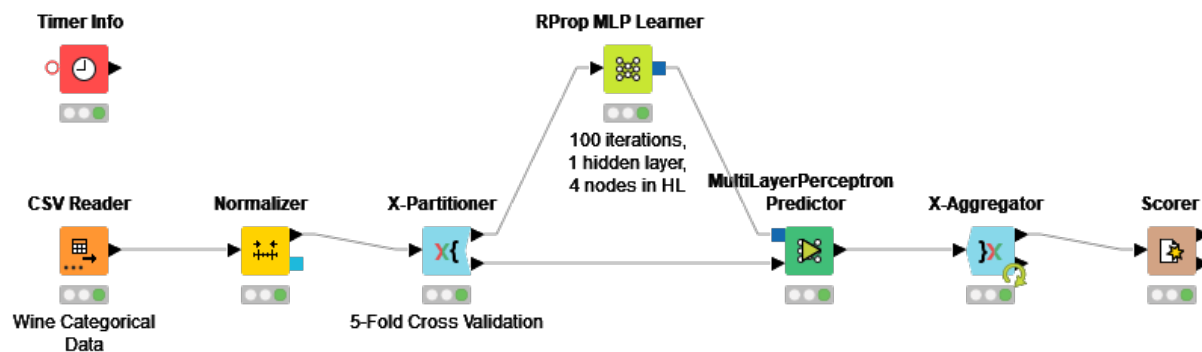 Timer Info
RProp MLP Learner
100 iterations,
1 hidden layer,
4 nodes in HL
CSV Reader
Normalizer
X-Partitioner
MultiLayerPerceptron
Predictor
X-Aggregator
Scorer
X{
}X
Wine Categorical
Data
5-Fold Cross Validation